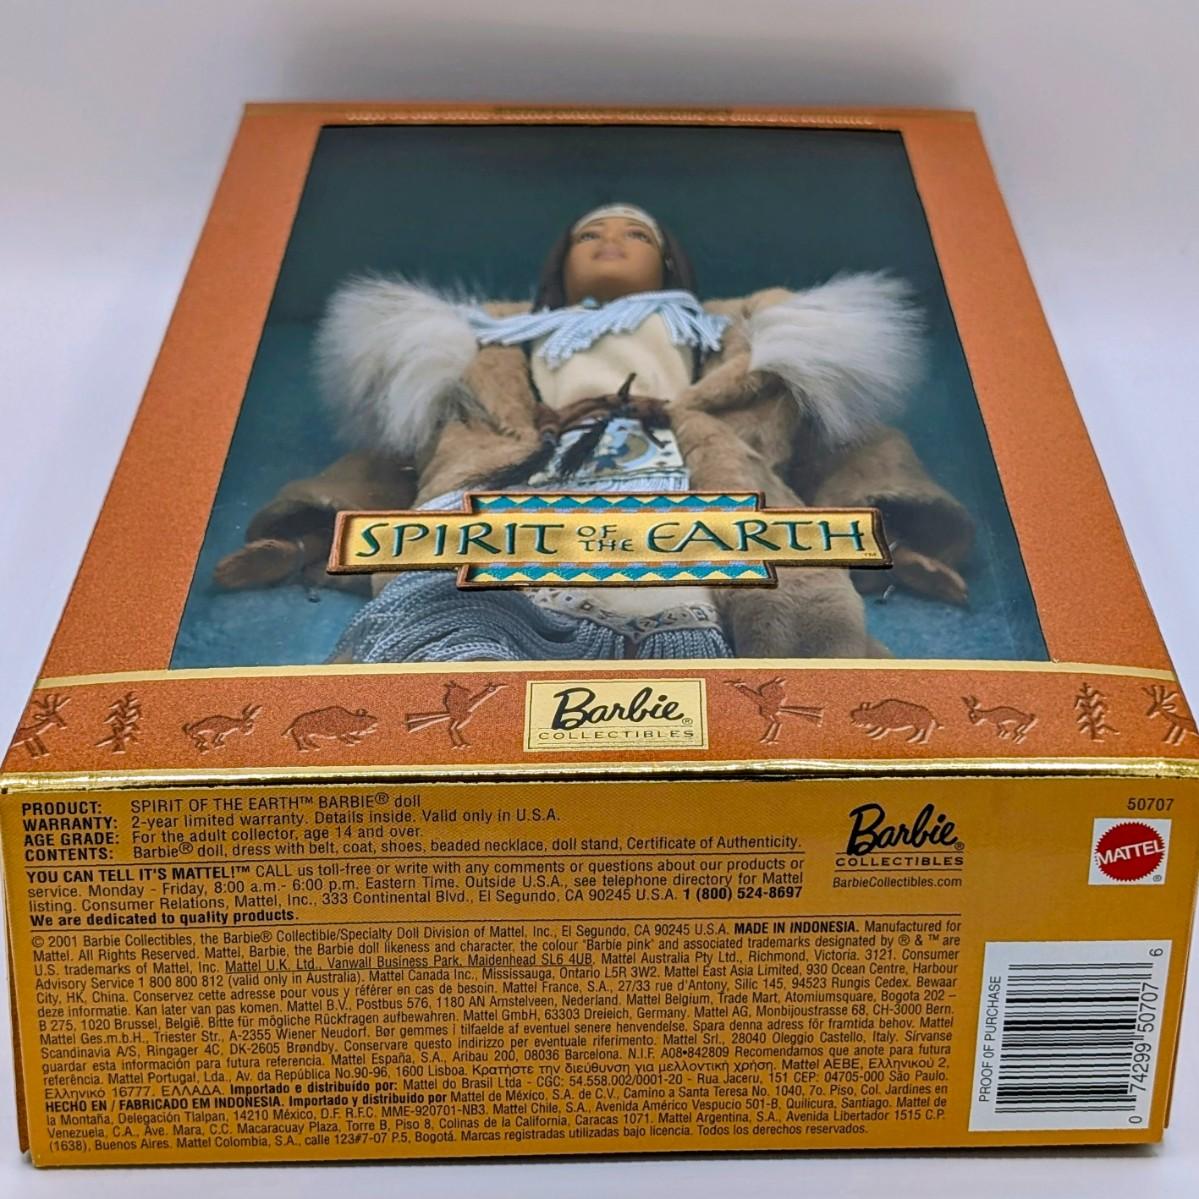 SPIRIT OF THE EARTH™
Barbie®
COLLECTIBLES
PRODUCT: SPIRIT OF THE EARTH™ BARBIE® doll
WARRANTY: 2-year limited warranty. Details inside. Valid only in U.S.A.
AGE GRADE: For the adult collector, age 14 and over.
CONTENTS: Barbie® doll, dress with belt, coat, shoes, beaded necklace, doll stand, Certificate of Authenticity.
YOU CAN TELL IT'S MATTEL!™ CALL us toll-free or write with any comments or questions about our products or
service. Monday - Friday, 8:00 a.m.- 6:00 p.m. Eastern Time. Outside U.S.A., see telephone directory for Mattel
listing. Consumer Relations, Mattel, Inc., 333 Continental Blvd., El Segundo, CA 90245 U.S.A. 1 (800) 524-8697
We are dedicated to quality products.
Barbie®
COLLECTIBLES
BarbieCollectibles.com
50707
MATTEL®
© 2001 Barbie Collectibles, the Barbie® Collectible/Specialty Doll Division of Mattel, Inc., El Segundo, CA 90245 U.S.A. MADE IN INDONESIA. Manufactured for
Mattel. All Rights Reserved. Mattel, Barbie, the Barbie doll likeness and character, the colour "Barbie pink" and associated trademarks designated by ® & ™ are
U.S. trademarks of Mattel, Inc. Mattel U.K. Ltd., Vanwall Business Park, Maidenhead SL6 4UB. Mattel Australia Pty Ltd., Richmond, Victoria. 3121. Consumer
Advisory Service 1 800 800 812 (valid only in Australia). Mattel Canada Inc., Mississauga, Ontario L5R 3W2. Mattel East Asia Limited, 930 Ocean Centre, Harbour
City, HK, China. Conservez cette adresse pour vous y référer en cas de besoin. Mattel France, S.A., 27/33 rue d'Antony, Silic 145, 94523 Rungis Cedex. Bewaar
deze informatie. Kan later van pas komen. Mattel B.V., Postbus 576, 1180 AN Amstelveen, Nederland. Mattel Belgium, Trade Mart, Atomiumsquare, Bogota 202 –
B 275, 1020 Brussel, België. Bitte für mögliche Rückfragen aufbewahren. Mattel GmbH, 63303 Dreieich, Germany. Mattel AG, Monbijoustrasse 68, CH-3000 Bern.
Mattel Ges.m.b.H., Triester Str., A-2355 Wiener Neudorf. Bør gemmes i tilfælde af eventuel senere henvendelse. Spara denna adress för framtida behov. Mattel
Scandinavia A/S, Ringager 4C, DK-2605 Brøndby. Conservare questo indirizzo per eventuale riferimento. Mattel Srl., 28040 Oleggio Castello, Italy. Sírvanse
guardar esta información para futura referencia. Mattel España, S.A., Aribau 200, 08036 Barcelona. N.I.F. A08•842809 Recomendamos que anote para futura
referência. Mattel Portugal, Lda., Av. da República No.90-96, 1600 Lisboa. Κρατήστε την διεύθυνση για μελλοντική χρήση. Mattel AEBE, Ελληνικού 2,
Ελληνικό 16777. ΕΛΛΑΔΑ. Importado e distribuído por: Mattel do Brasil Ltda - CGC: 54.558.002/0001-20 - Rua Jaceru, 151 CEP: 04705-000 São Paulo.
HECHO EN / FABRICADO EM INDONESIA. Importado y distribuido por Mattel de México, S.A. de C.V., Camino a Santa Teresa No. 1040, 7o. Piso, Col. Jardines en
la Montaña, Delegación Tlalpan, 14210 México, D.F. R.F.C. MME-920701-NB3. Mattel Chile, S.A., Avenida Américo Vespucio 501-B, Quilicura, Santiago. Mattel de
Venezuela, C.A., Ave. Mara, C.C. Macaracuay Plaza, Torre B, Piso 8, Colinas de la California, Caracas 1071. Mattel Argentina, S.A., Avenida Libertador 1515 C.P.
(1638), Buenos Aires. Mattel Colombia, S.A., calle 123#7-07 P.5, Bogotá. Marcas registradas utilizadas bajo licencia. Todos los derechos reservados.
PROOF OF PURCHASE
0 74299 50707 6